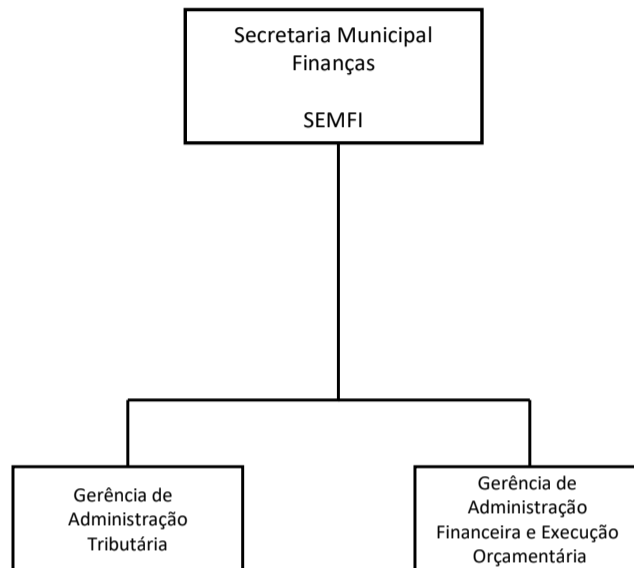 Secretaria Municipal
Finanças
SEMFI
Gerência de
Administração
Tributária
Gerência de
Administração
Financeira e Execução
Orçamentária